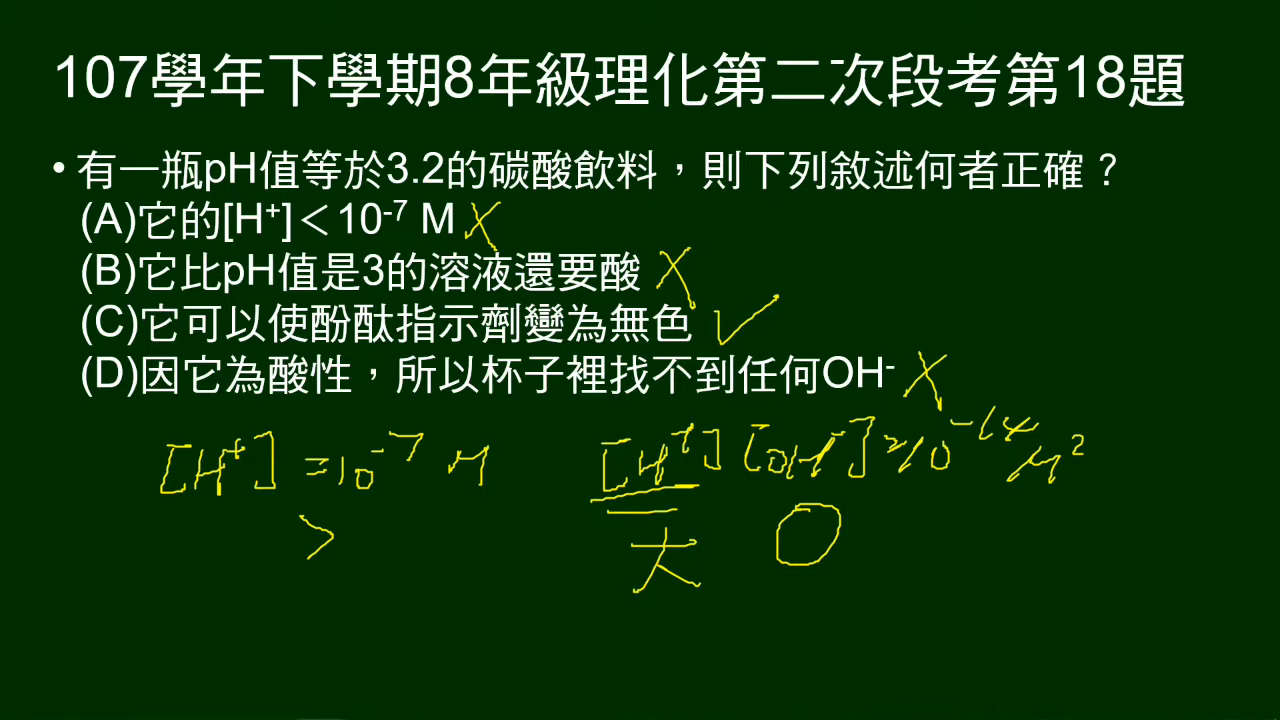 107學年下學期8年級理化第二次段考第18題
• 有一瓶pH值等於3.2的碳酸飲料，則下列敘述何者正確？
(A)它的[H⁺]＜10⁻⁷ M ✗
(B)它比pH值是3的溶液還要酸 ✗
(C)它可以使酚酞指示劑變為無色 ✓
(D)因它為酸性，所以杯子裡找不到任何OH⁻ ✗
[H⁺] = 10⁻⁷ M [H⁺][OH⁻] = 10⁻¹⁴ M²
> 大 0